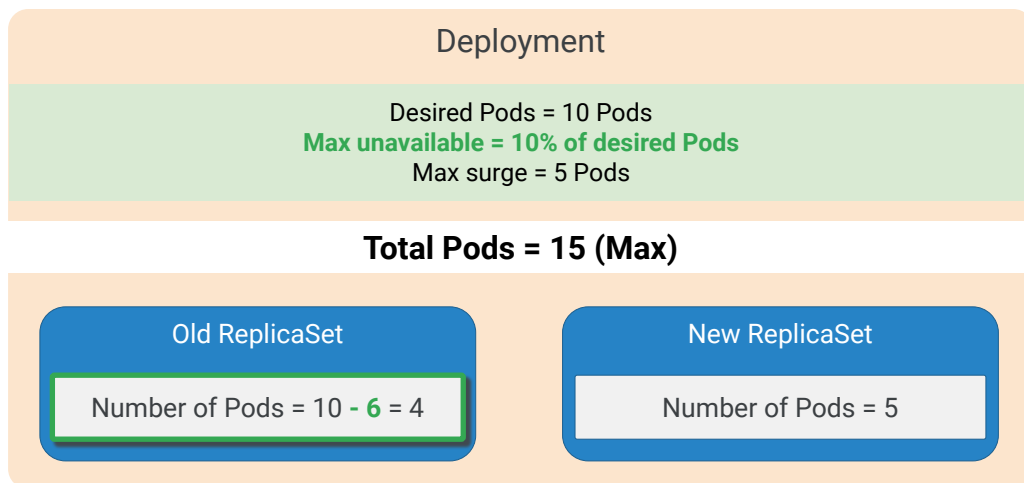 Deployment
Desired Pods = 10 Pods
Max unavailable = 10% of desired Pods
Max surge = 5 Pods
Total Pods = 15 (Max)
Old ReplicaSet
Number of Pods = 10 - 6 = 4
New ReplicaSet
Number of Pods = 5